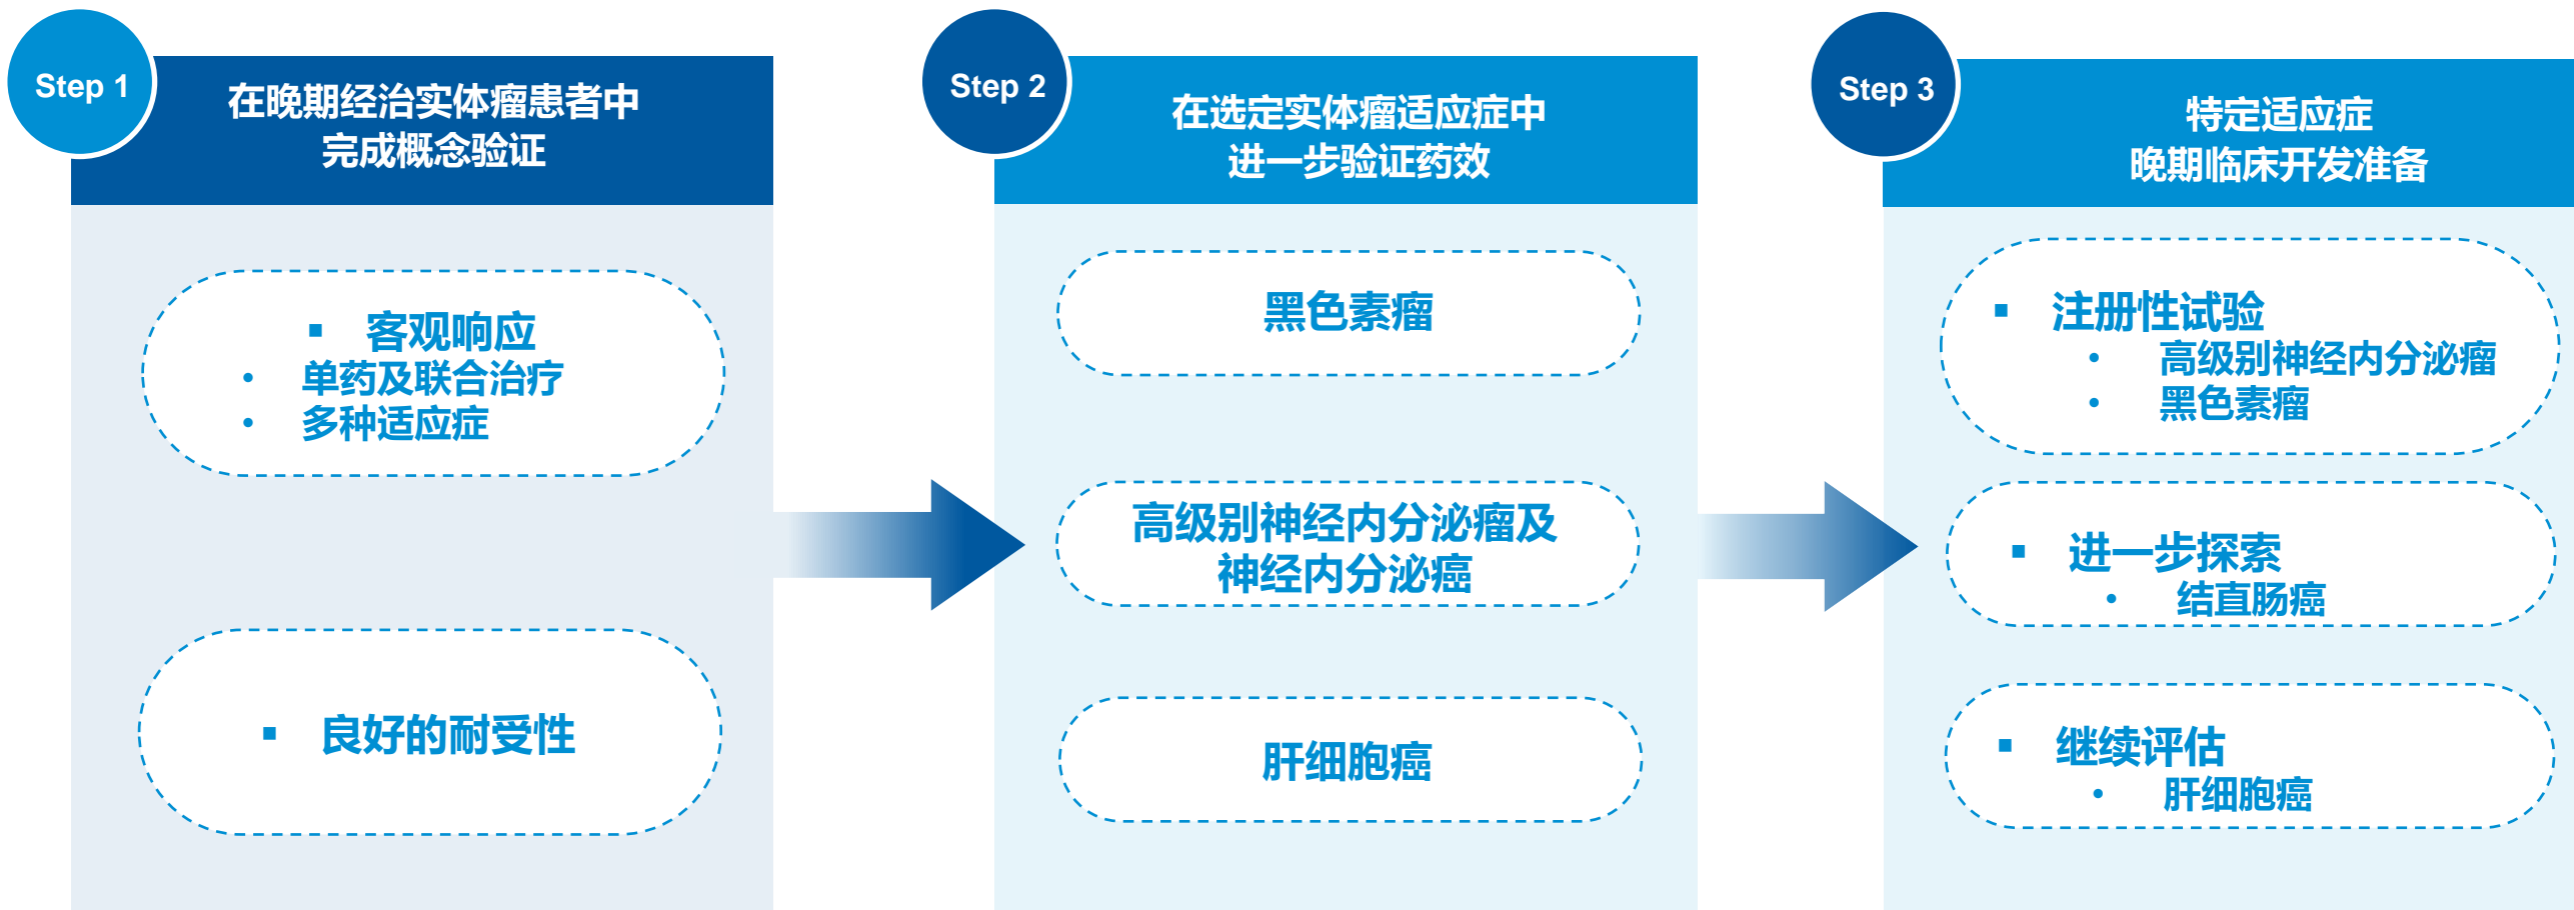 Step 1
在晚期经治实体瘤患者中
完成概念验证
▪ 客观响应
• 单药及联合治疗
• 多种适应症
▪ 良好的耐受性
Step 2
在选定实体瘤适应症中
进一步验证药效
黑色素瘤
高级别神经内分泌瘤及
神经内分泌癌
肝细胞癌
Step 3
特定适应症
晚期临床开发准备
▪ 注册性试验
• 高级别神经内分泌瘤
• 黑色素瘤
▪ 进一步探索
• 结直肠癌
▪ 继续评估
• 肝细胞癌